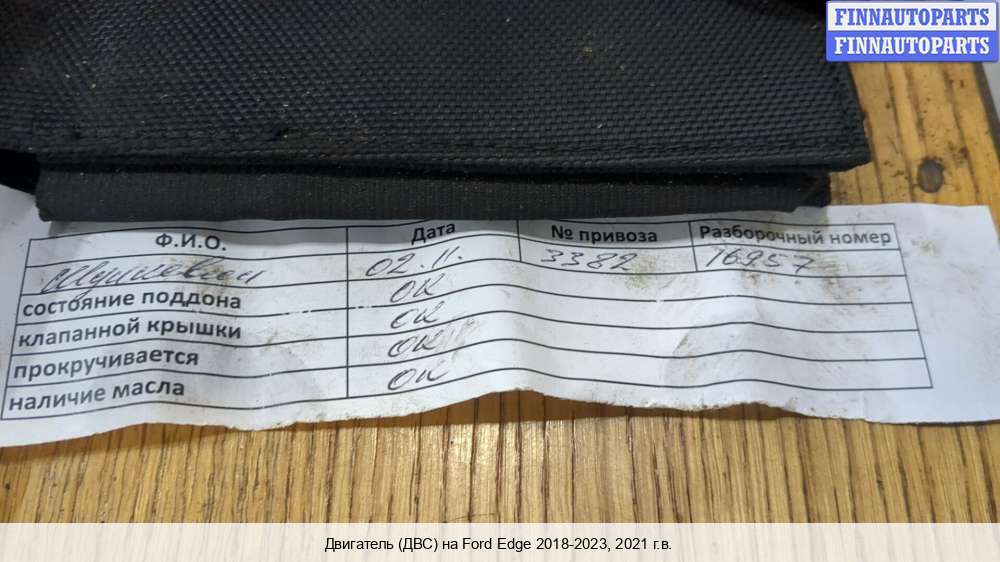 FINNAUTOPARTS
FINNAUTOPARTS
Ф.И.О. Дата № привоза Разборочный номер
02.11. 3382 16957
состояние поддона ок
клапанной крышки ок
прокручивается ок
наличие масла ок
Двигатель (ДВС) на Ford Edge 2018-2023, 2021 г.в.